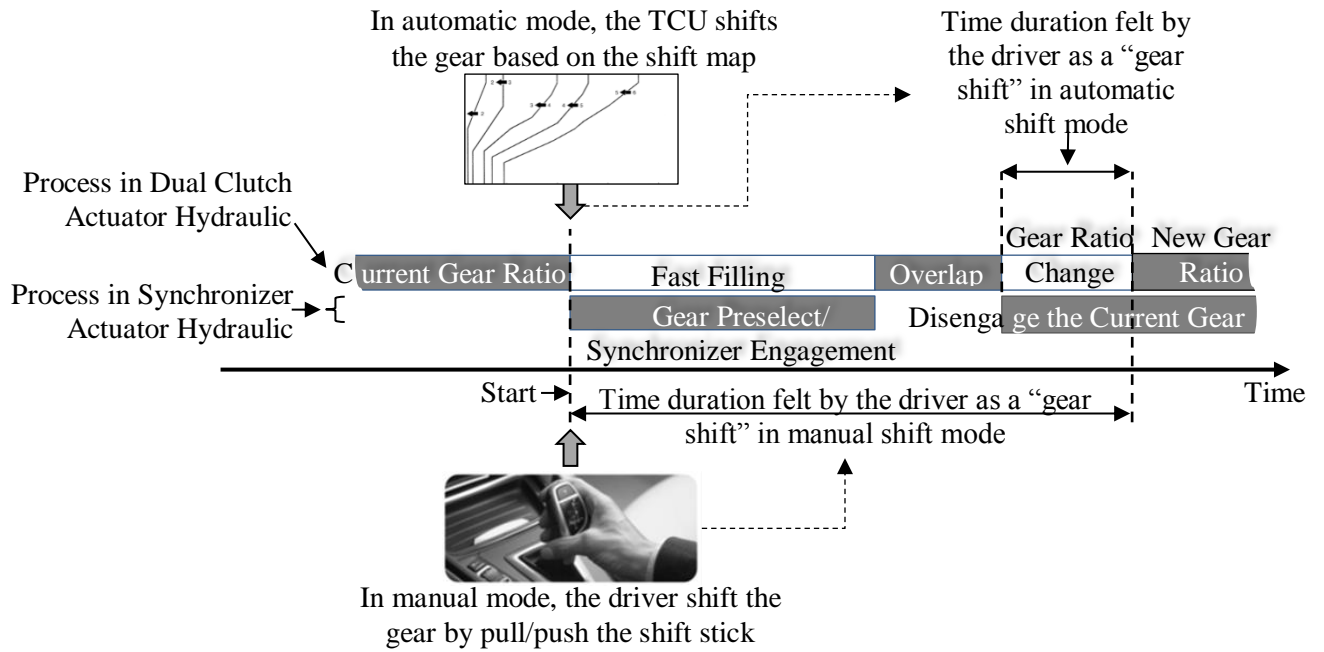 In automatic mode, the TCU shifts
the gear based on the shift map
Time duration felt by
the driver as a “gear
shift” in automatic
shift mode
Process in Dual Clutch
Actuator Hydraulic
Gear Ratio
New Gear
Current Gear Ratio
Fast Filling
Overlap
Change
Ratio
Process in Synchronizer
Actuator Hydraulic
Gear Preselect/
Synchronizer Engagement
Disengage the Current Gear
Start
Time
Time duration felt by the driver as a “gear
shift” in manual shift mode
In manual mode, the driver shift the
gear by pull/push the shift stick